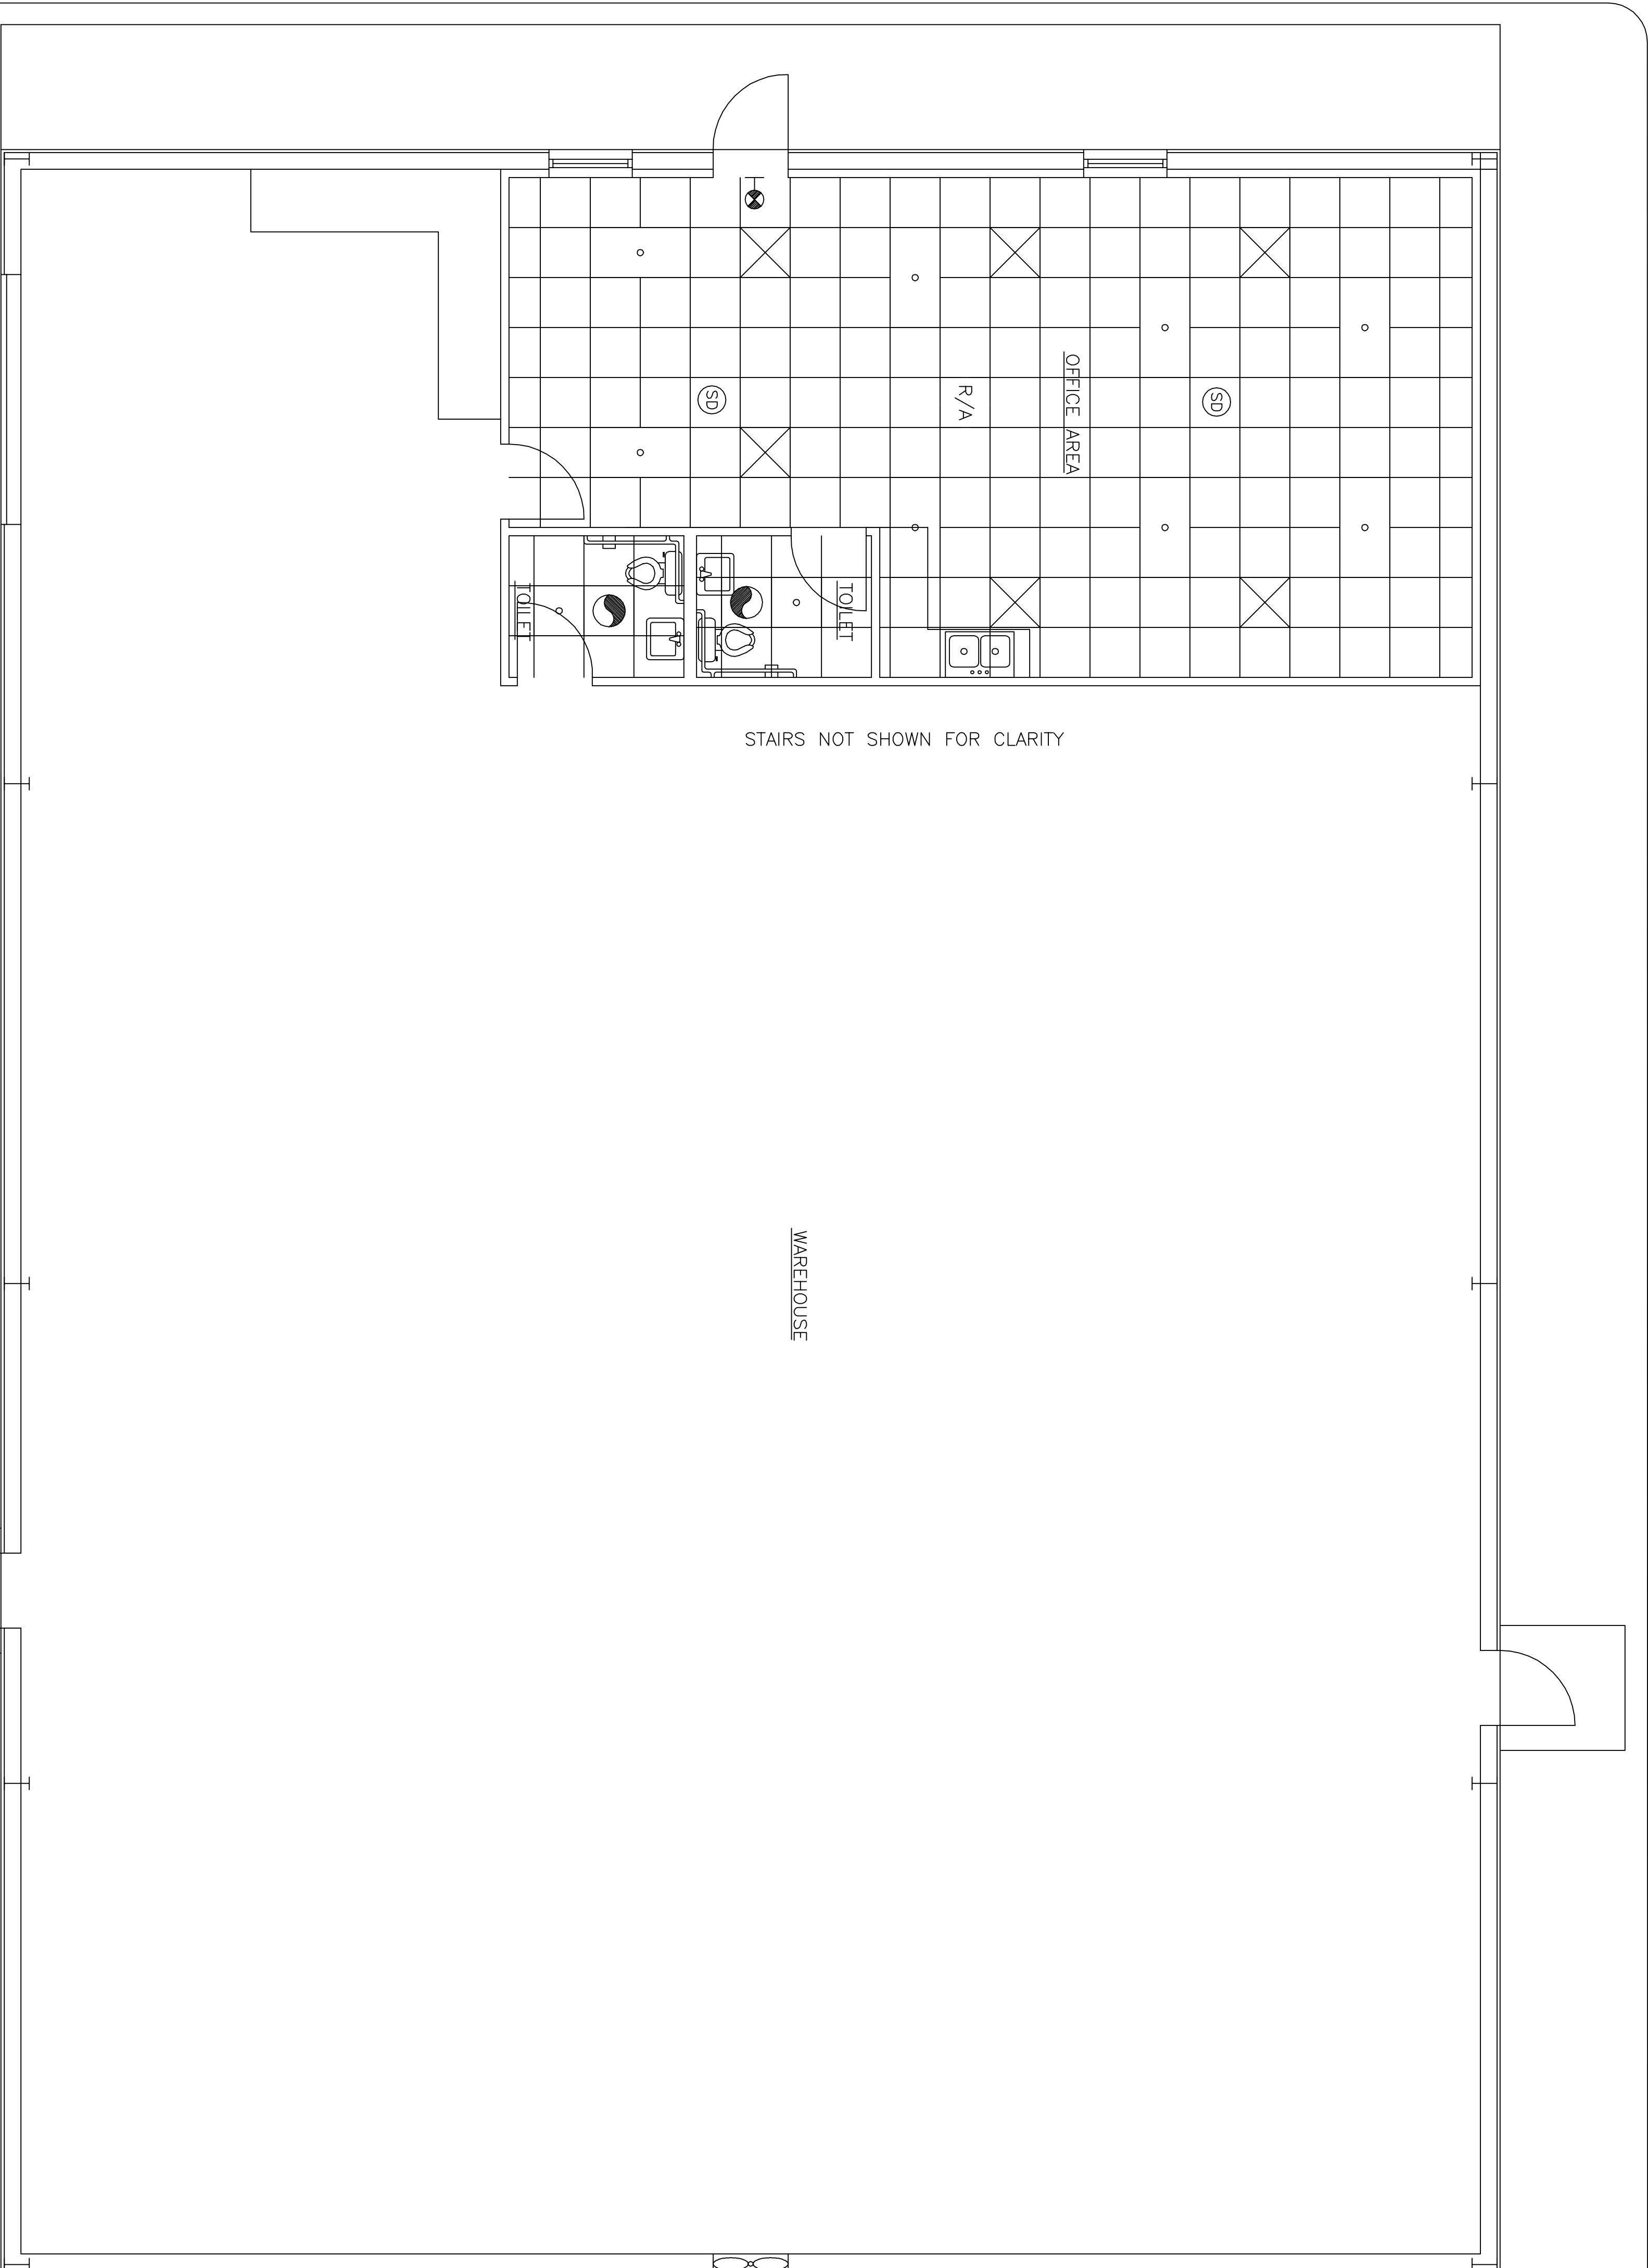 OFFICE AREA
R/A
SD
SD
TOILET
TOILET
STAIRS NOT SHOWN FOR CLARITY
WAREHOUSE